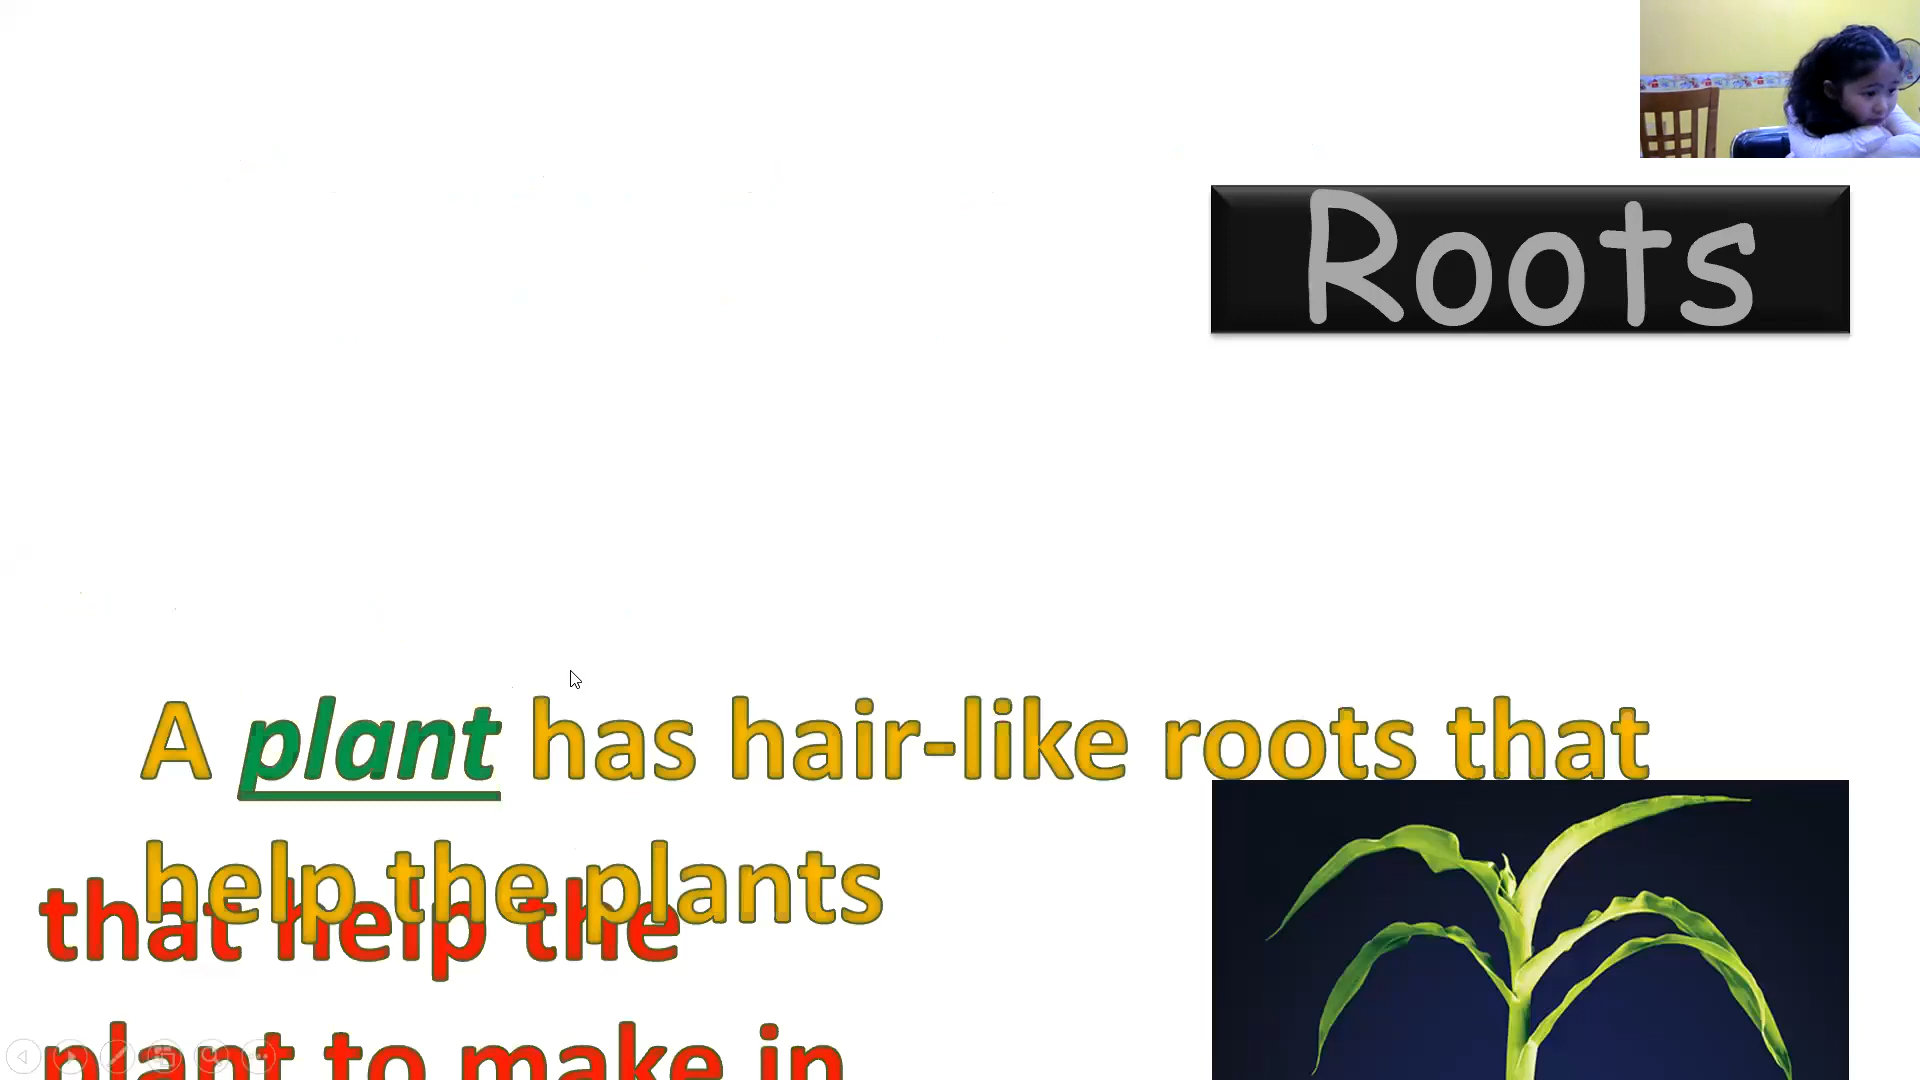 Roots
A plant has hair-like roots that
help the plants
that help the
plant to make in